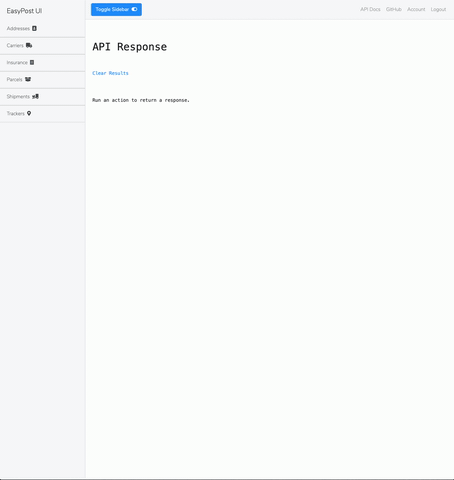 EasyPost UI
Toggle Sidebar
API Docs GitHub Account Logout
Addresses
Carriers
Insurance
Parcels
Shipments
Trackers
API Response
Clear Results
Run an action to return a response.